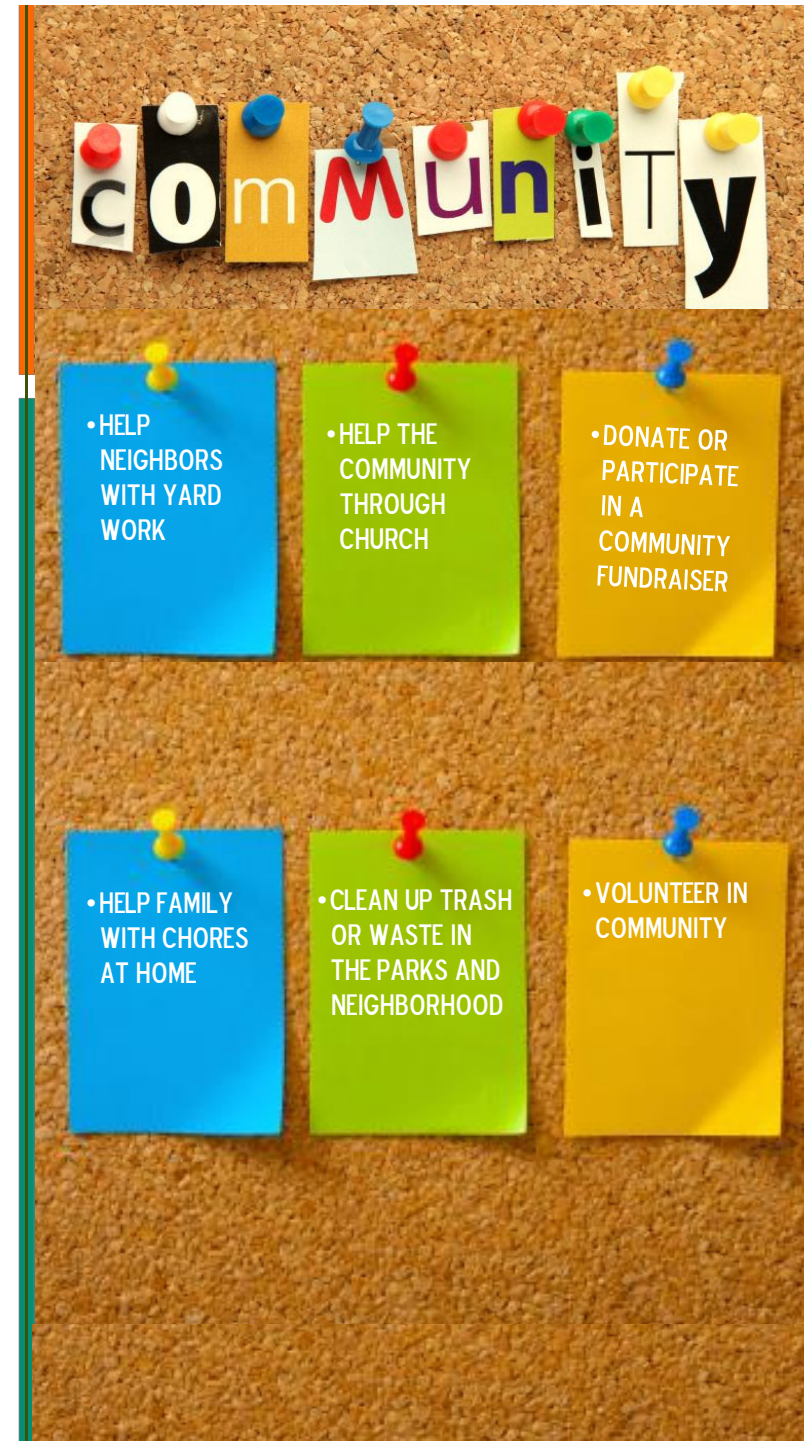 comMuniTy
• HELP
NEIGHBORS
WITH YARD
WORK
• HELP THE
COMMUNITY
THROUGH
CHURCH
• DONATE OR
PARTICIPATE
IN A
COMMUNITY
FUNDRAISER
• HELP FAMILY
WITH CHORES
AT HOME
• CLEAN UP TRASH
OR WASTE IN
THE PARKS AND
NEIGHBORHOOD
• VOLUNTEER IN
COMMUNITY